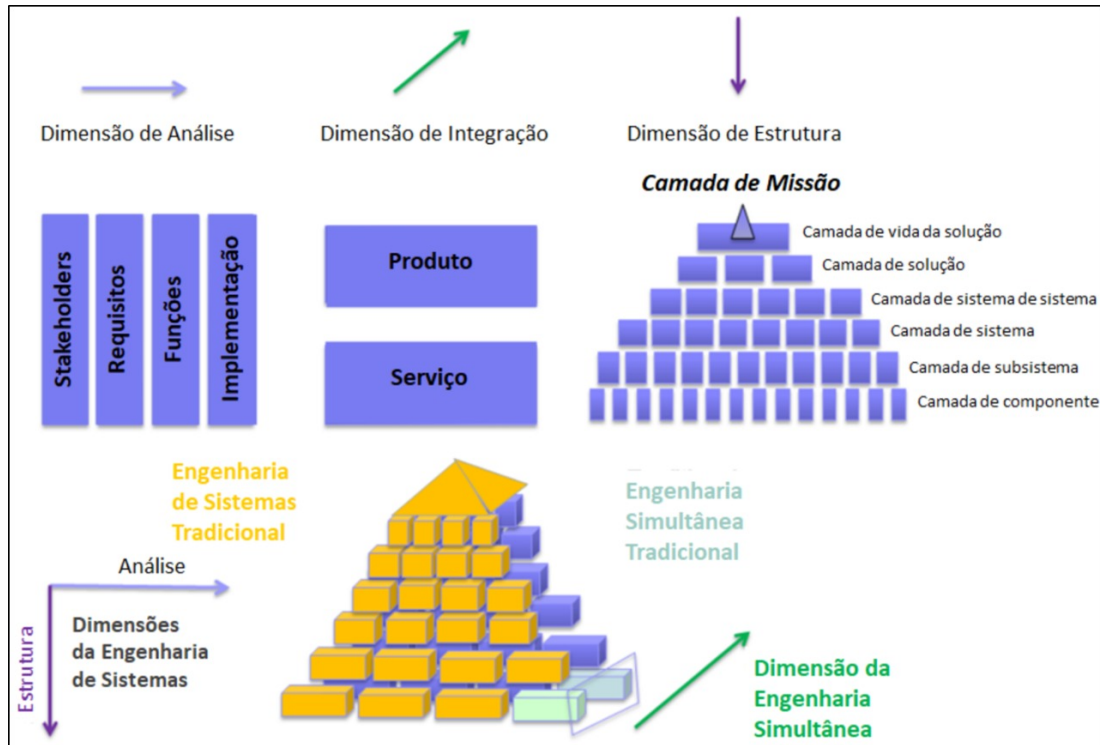 Dimensão de Análise
Dimensão de Integração
Dimensão de Estrutura
Camada de Missão
Stakeholders
Requisitos
Funções
Implementação
Produto
Serviço
Camada de vida da solução
Camada de solução
Camada de sistema de sistema
Camada de sistema
Camada de subsistema
Camada de componente
Engenharia
de Sistemas
Tradicional
Engenharia
Simultânea
Tradicional
Análise
Estrutura
Dimensões
da Engenharia
de Sistemas
Dimensão da
Engenharia
Simultânea